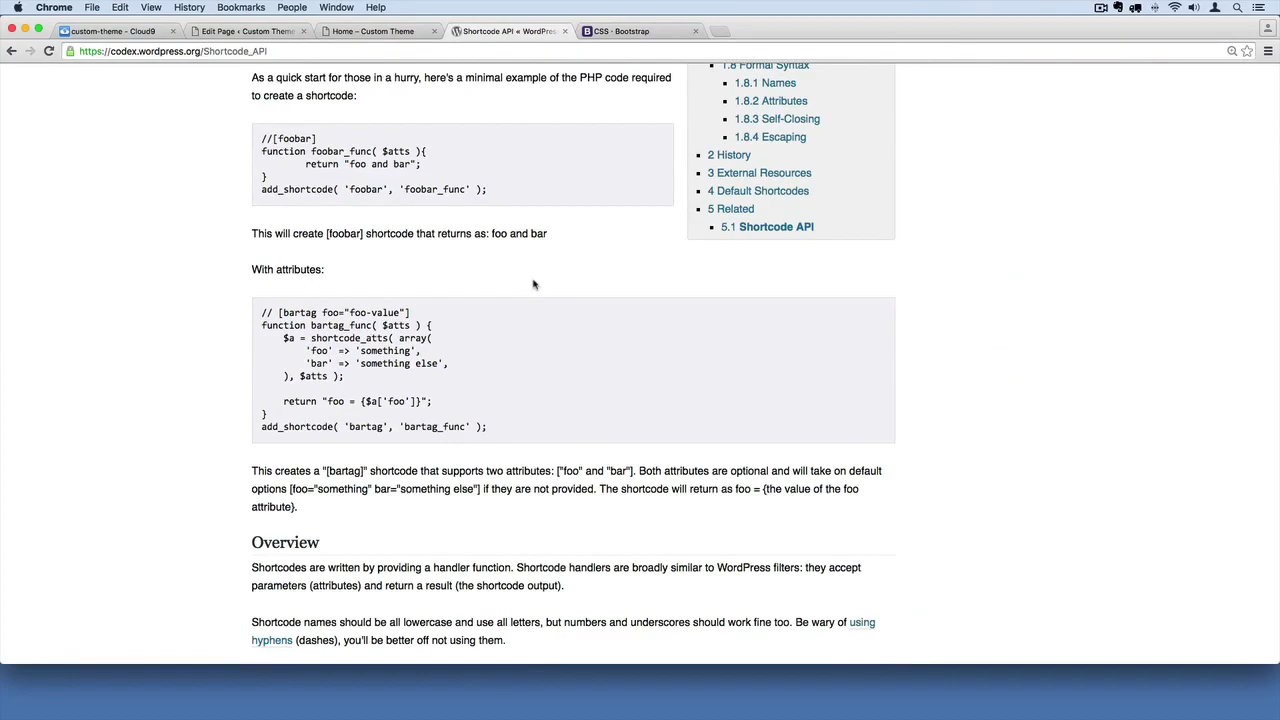 Chrome File Edit View History Bookmarks People Window Help
custom-theme - Cloud9
Edit Page ‹ Custom Theme
Home – Custom Theme
Shortcode API « WordPres
CSS · Bootstrap
https://codex.wordpress.org/Shortcode_API
As a quick start for those in a hurry, here's a minimal example of the PHP code required
to create a shortcode:
//[foobar]
function foobar_func( $atts ){
return "foo and bar";
}
add_shortcode( 'foobar', 'foobar_func' );
This will create [foobar] shortcode that returns as: foo and bar
1.8 Formal Syntax
1.8.1 Names
1.8.2 Attributes
1.8.3 Self-Closing
1.8.4 Escaping
2 History
3 External Resources
4 Default Shortcodes
5 Related
5.1 Shortcode API
With attributes:
// [bartag foo="foo-value"]
function bartag_func( $atts ) {
$a = shortcode_atts( array(
'foo' => 'something',
'bar' => 'something else',
), $atts );
return "foo = {$a['foo']}";
}
add_shortcode( 'bartag', 'bartag_func' );
This creates a "[bartag]" shortcode that supports two attributes: ["foo" and "bar"]. Both attributes are optional and will take on default
options [foo="something" bar="something else"] if they are not provided. The shortcode will return as foo = {the value of the foo
attribute}.
Overview
Shortcodes are written by providing a handler function. Shortcode handlers are broadly similar to WordPress filters: they accept
parameters (attributes) and return a result (the shortcode output).
Shortcode names should be all lowercase and use all letters, but numbers and underscores should work fine too. Be wary of using
hyphens (dashes), you'll be better off not using them.